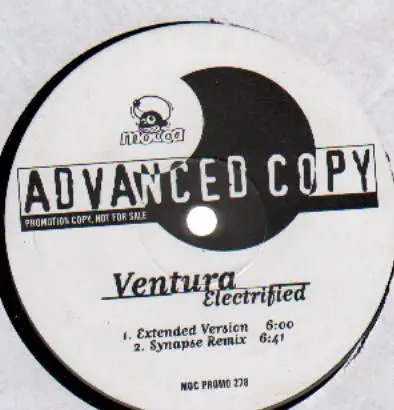 mocca
ADVANCED COPY
PROMOTION COPY, NOT FOR SALE
Ventura
Electrified
1. Extended Version 6:00
2. Synapse Remix 6:41
MOC PROMO 278